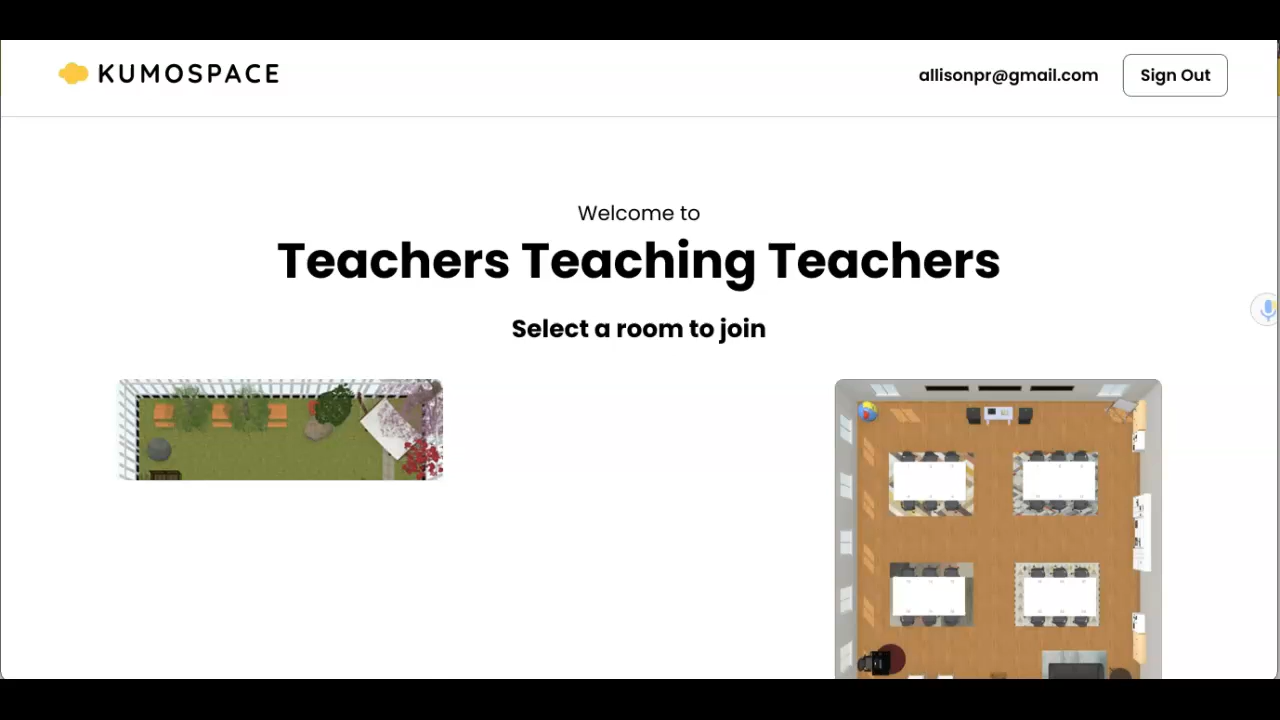 KUMOSPACE
allisonpr@gmail.com
Sign Out
Welcome to
Teachers Teaching Teachers
Select a room to join